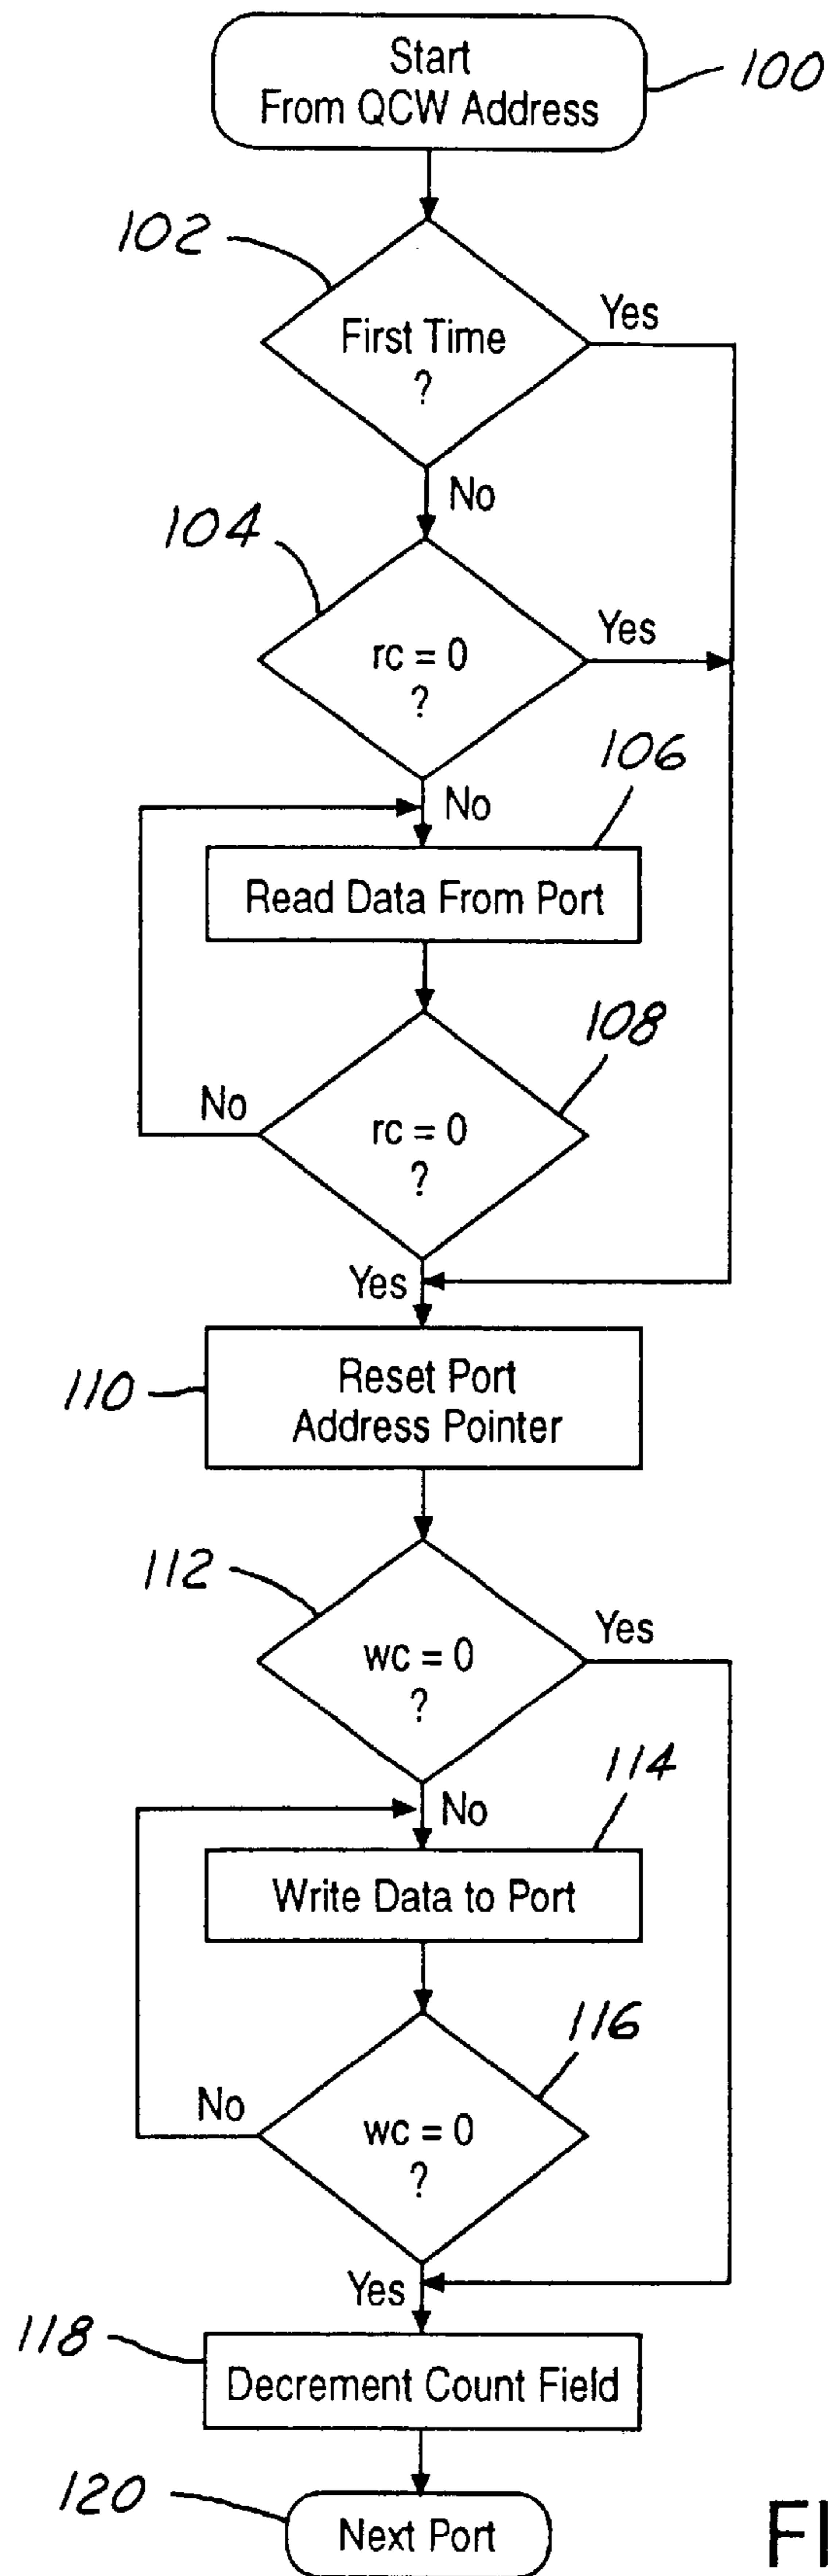 Start
From QCW Address
100
102
First Time
?
Yes
No
104
rc = 0
?
Yes
106
No
Read Data From Port
108
rc = 0
?
No
Yes
110
Reset Port
Address Pointer
112
wc = 0
?
Yes
114
No
Write Data to Port
116
wc = 0
?
No
Yes
118
Decrement Count Field
120
Next Port
FI